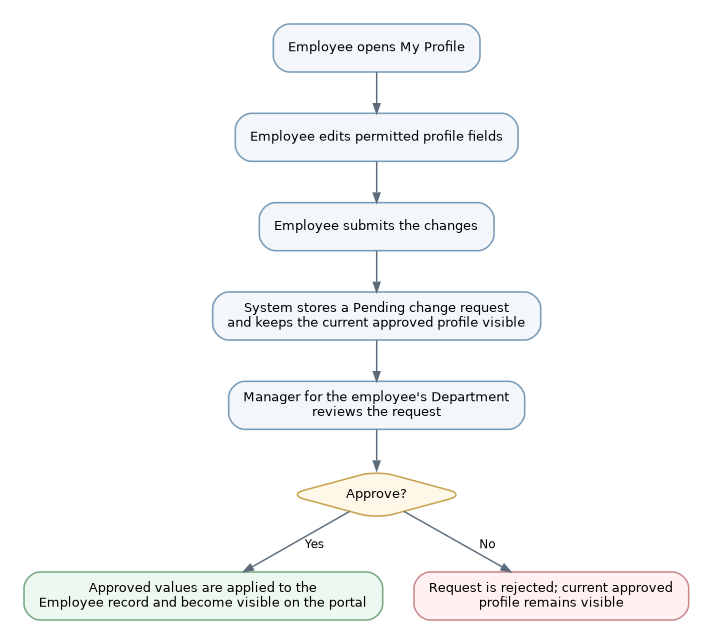 Employee opens My Profile
Employee edits permitted profile fields
Employee submits the changes
System stores a Pending change request
and keeps the current approved profile visible
Manager for the employee's Department
reviews the request
Approve?
Yes
No
Approved values are applied to the
Employee record and become visible on the portal
Request is rejected; current approved
profile remains visible